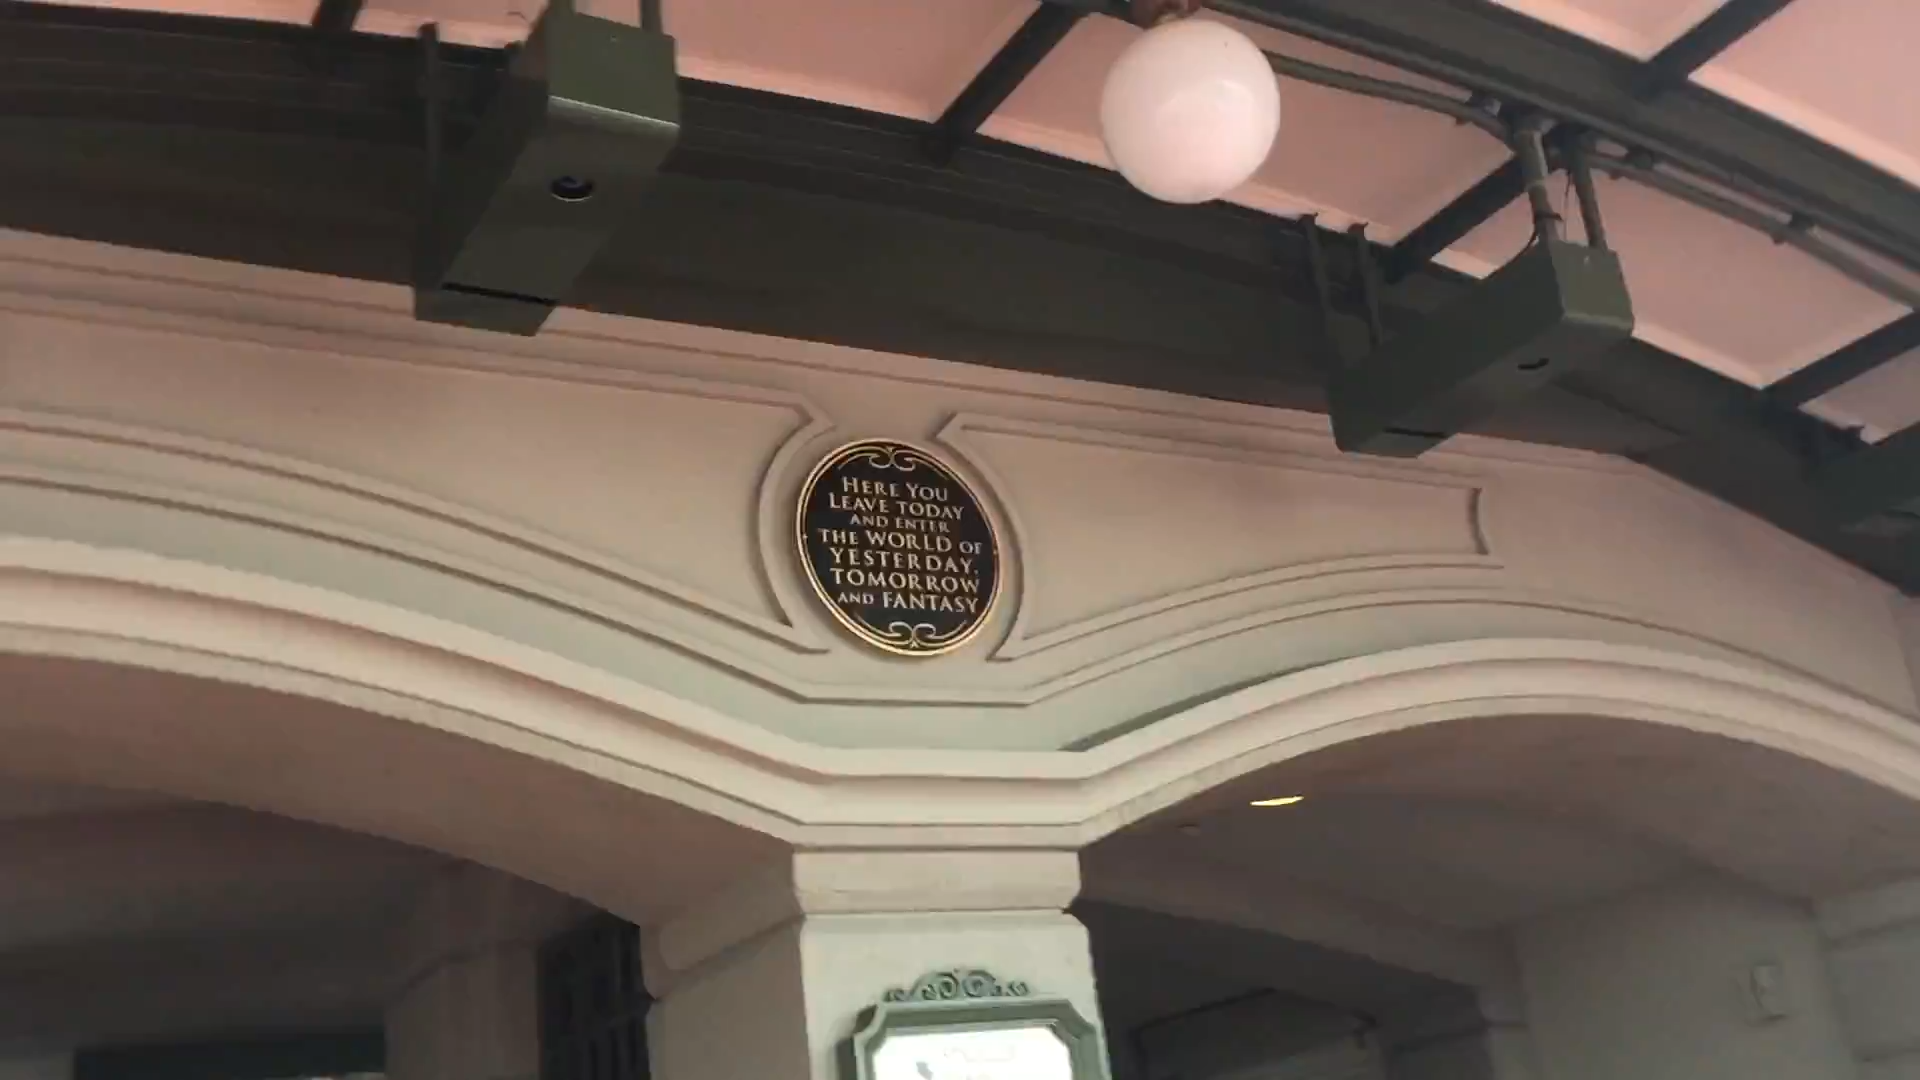 HERE YOU
LEAVE TODAY
AND ENTER
THE WORLD OF
YESTERDAY,
TOMORROW
AND FANTASY